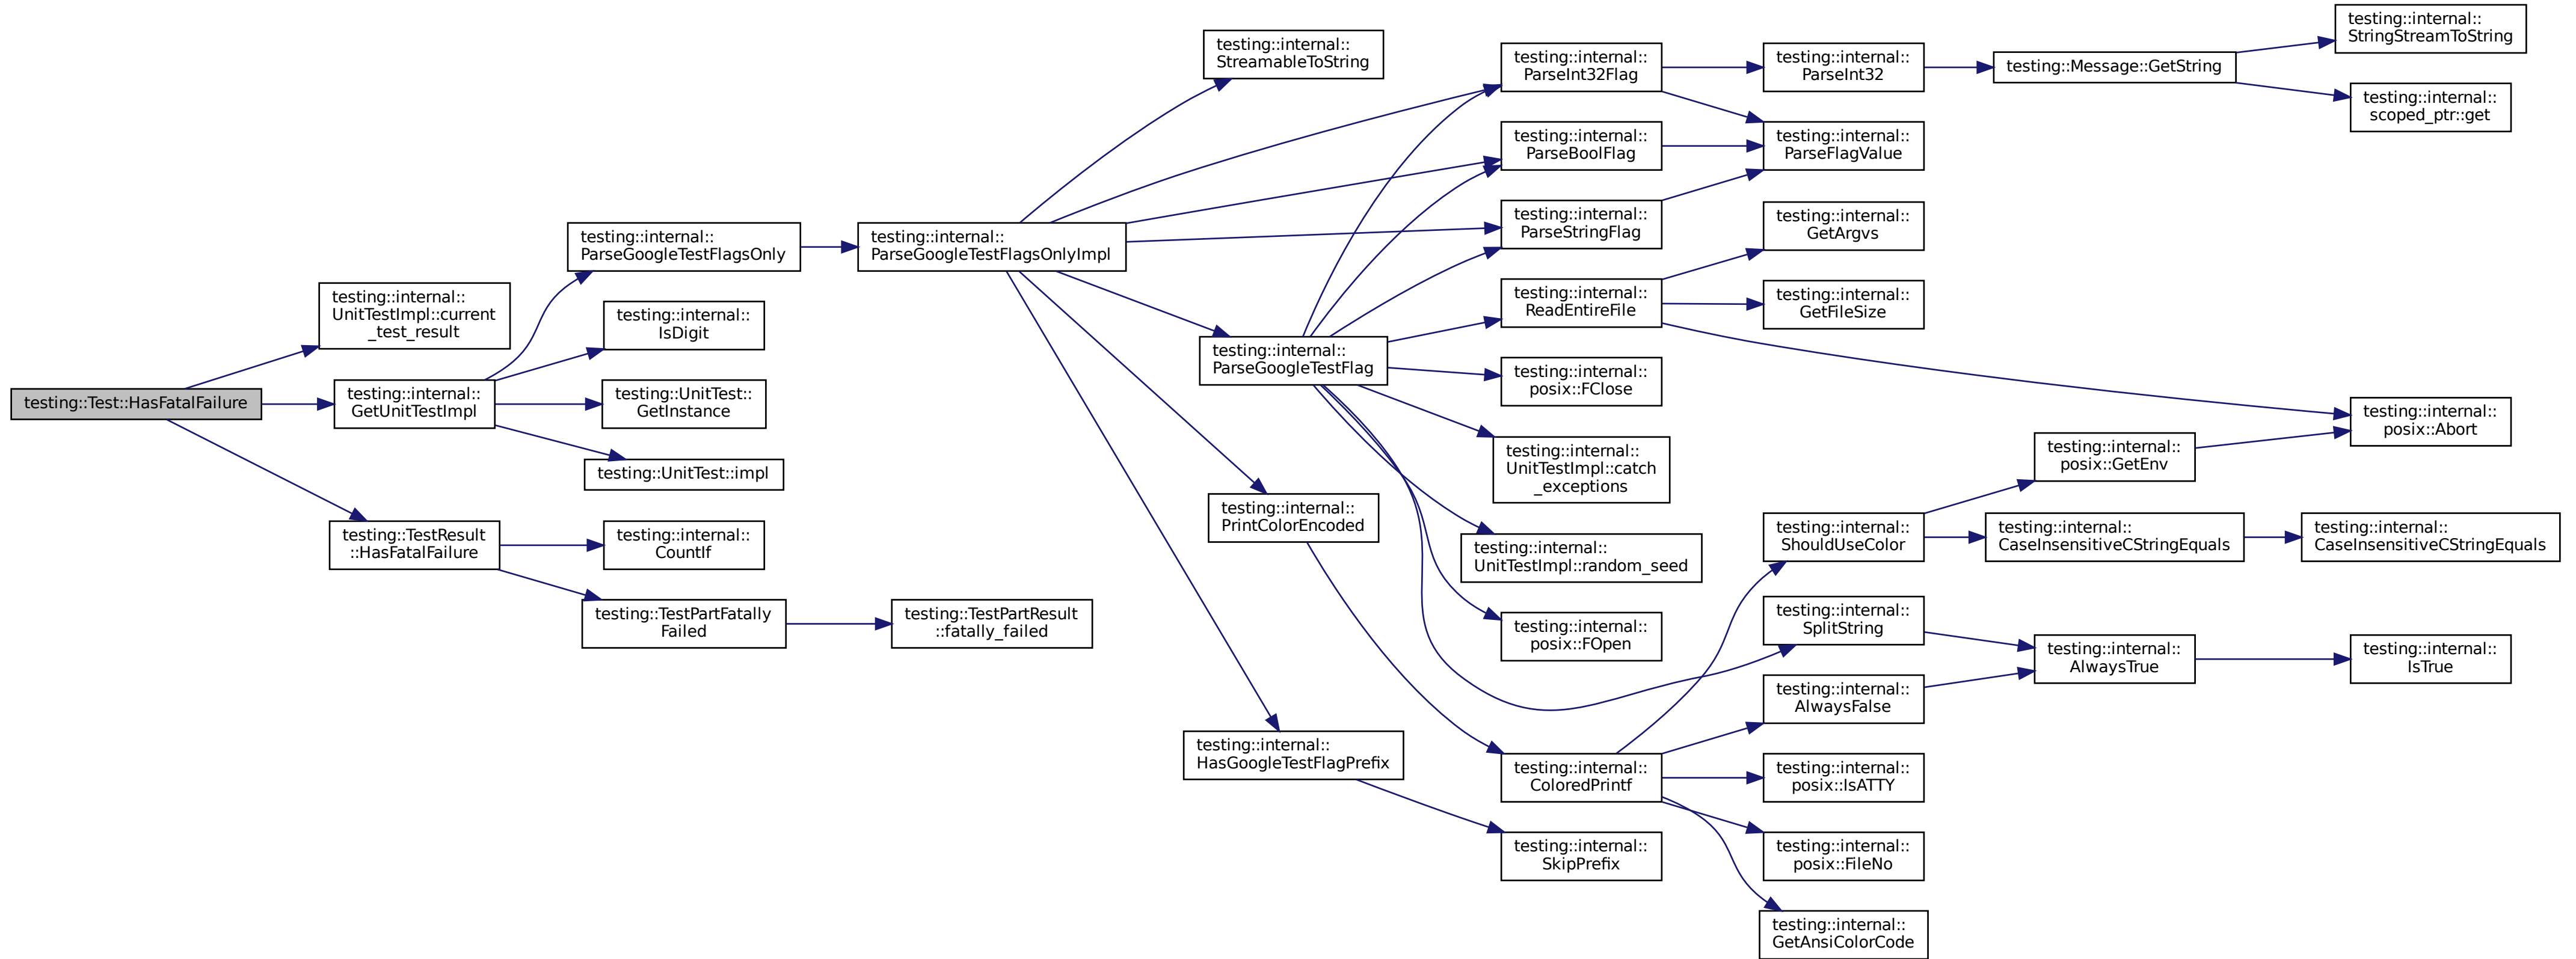 testing::Test::HasFatalFailure
testing::internal::
UnitTestImpl::current
_test_result
testing::internal::
GetUnitTestImpl
testing::TestResult
::HasFatalFailure
testing::internal::
ParseGoogleTestFlagsOnly
testing::internal::
IsDigit
testing::UnitTest::
GetInstance
testing::UnitTest::impl
testing::internal::
CountIf
testing::TestPartFatally
Failed
testing::internal::
ParseGoogleTestFlagsOnlyImpl
testing::TestPartResult
::fatally_failed
testing::internal::
StreamableToString
testing::internal::
ParseGoogleTestFlag
testing::internal::
PrintColorEncoded
testing::internal::
HasGoogleTestFlagPrefix
testing::internal::
ParseInt32Flag
testing::internal::
ParseBoolFlag
testing::internal::
ParseStringFlag
testing::internal::
ReadEntireFile
testing::internal::
posix::FClose
testing::internal::
UnitTestImpl::catch
_exceptions
testing::internal::
UnitTestImpl::random_seed
testing::internal::
posix::FOpen
testing::internal::
ColoredPrintf
testing::internal::
SkipPrefix
testing::internal::
ParseInt32
testing::internal::
ParseFlagValue
testing::internal::
GetArgvs
testing::internal::
GetFileSize
testing::internal::
ShouldUseColor
testing::internal::
SplitString
testing::internal::
AlwaysFalse
testing::internal::
posix::IsATTY
testing::internal::
posix::FileNo
testing::internal::
GetAnsiColorCode
testing::Message::GetString
testing::internal::
posix::GetEnv
testing::internal::
CaseInsensitiveCStringEquals
testing::internal::
AlwaysTrue
testing::internal::
StringStreamToString
testing::internal::
scoped_ptr::get
testing::internal::
posix::Abort
testing::internal::
CaseInsensitiveCStringEquals
testing::internal::
IsTrue